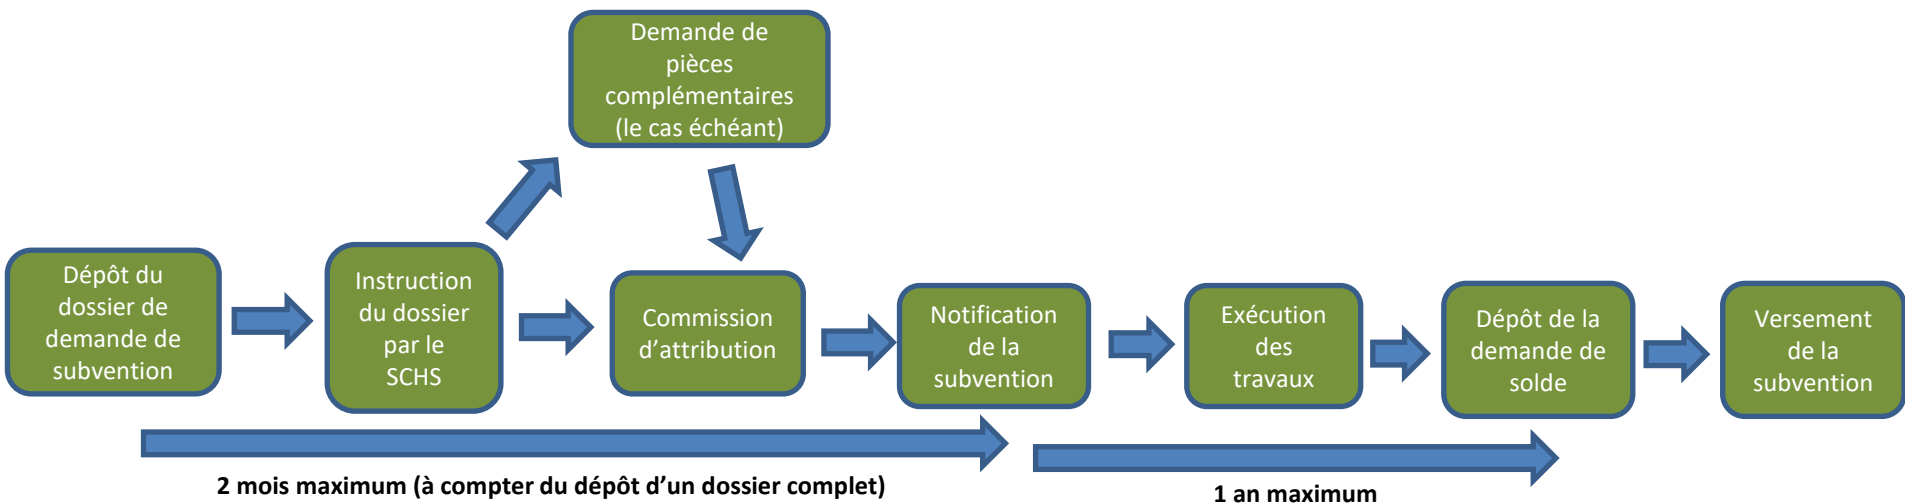 Demande de
pièces
complémentaires
(le cas échéant)
Dépôt du
dossier de
demande de
subvention
Instruction
du dossier
par le
SCHS
Commission
d’attribution
Notification
de la
subvention
Exécution
des
travaux
Dépôt de la
demande de
solde
Versement
de la
subvention
2 mois maximum (à compter du dépôt d’un dossier complet)
1 an maximum